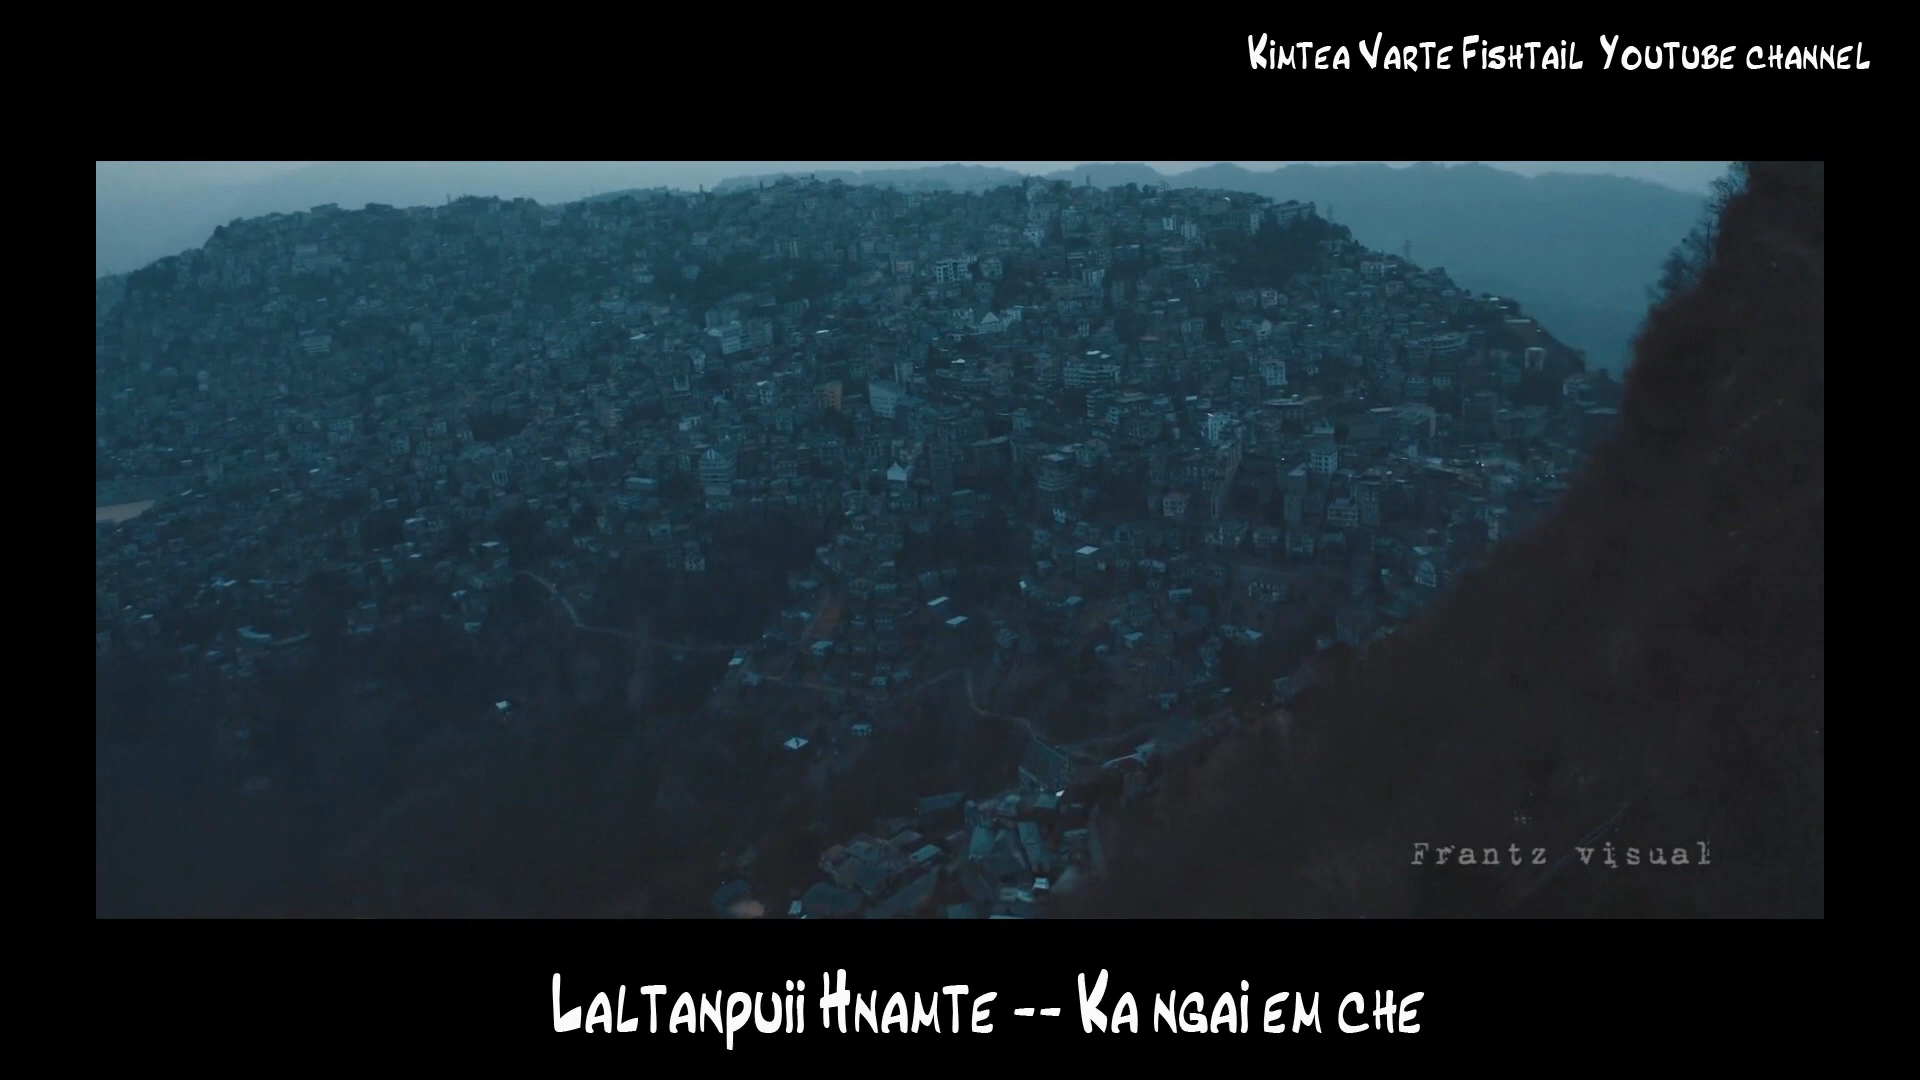 Kimtea Varte Fishtail Youtube channel
Frantz visual
Laltanpuii Hnamte -- Ka ngai em che